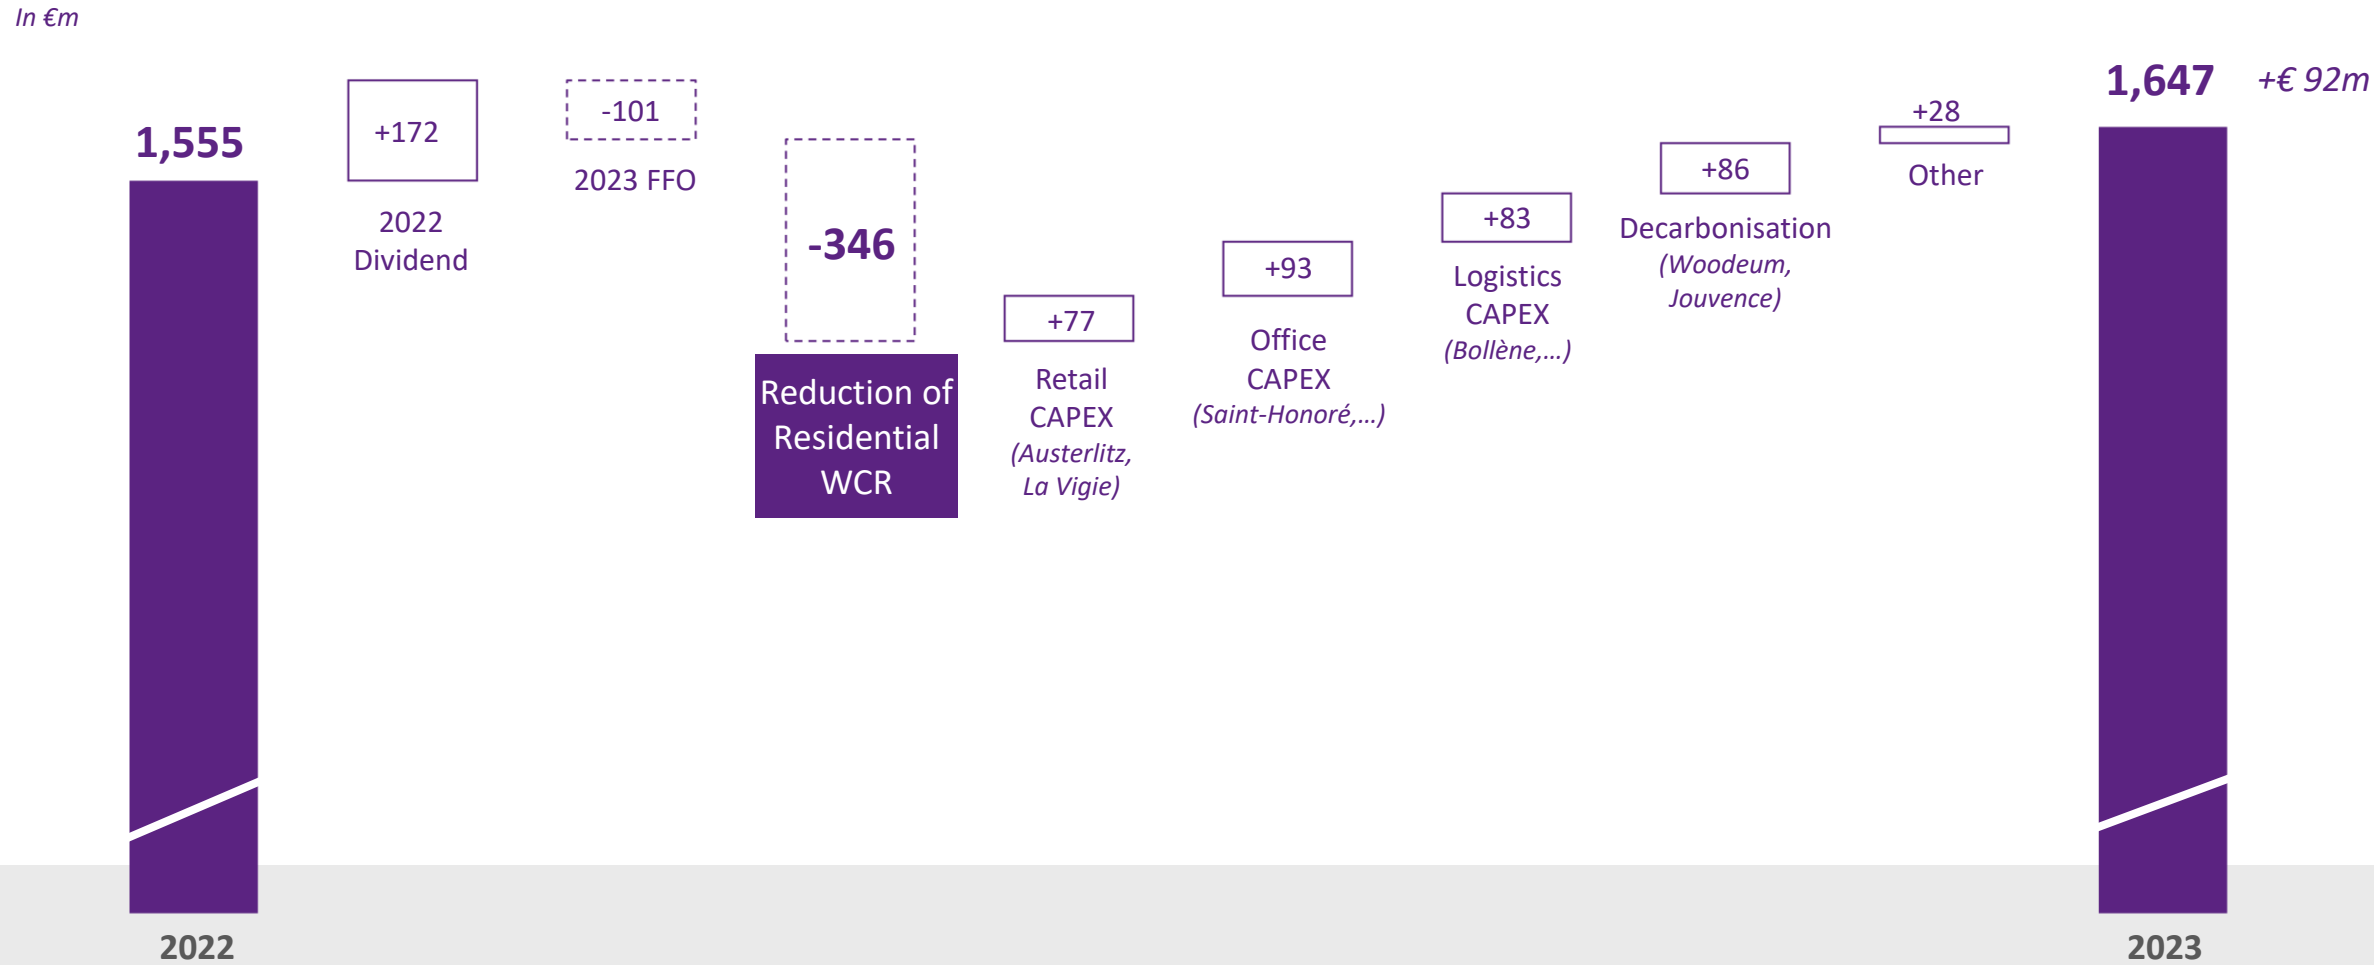 In €m
1,555
+172
2022
Dividend
-101
2023 FFO
-346
Reduction of
Residential
WCR
+77
Retail
CAPEX
(Austerlitz,
La Vigie)
+93
Office
CAPEX
(Saint-Honoré,…)
+83
Logistics
CAPEX
(Bollène,…)
+86
Decarbonisation
(Woodeum,
Jouvence)
+28
Other
1,647
+€ 92m
2022
2023